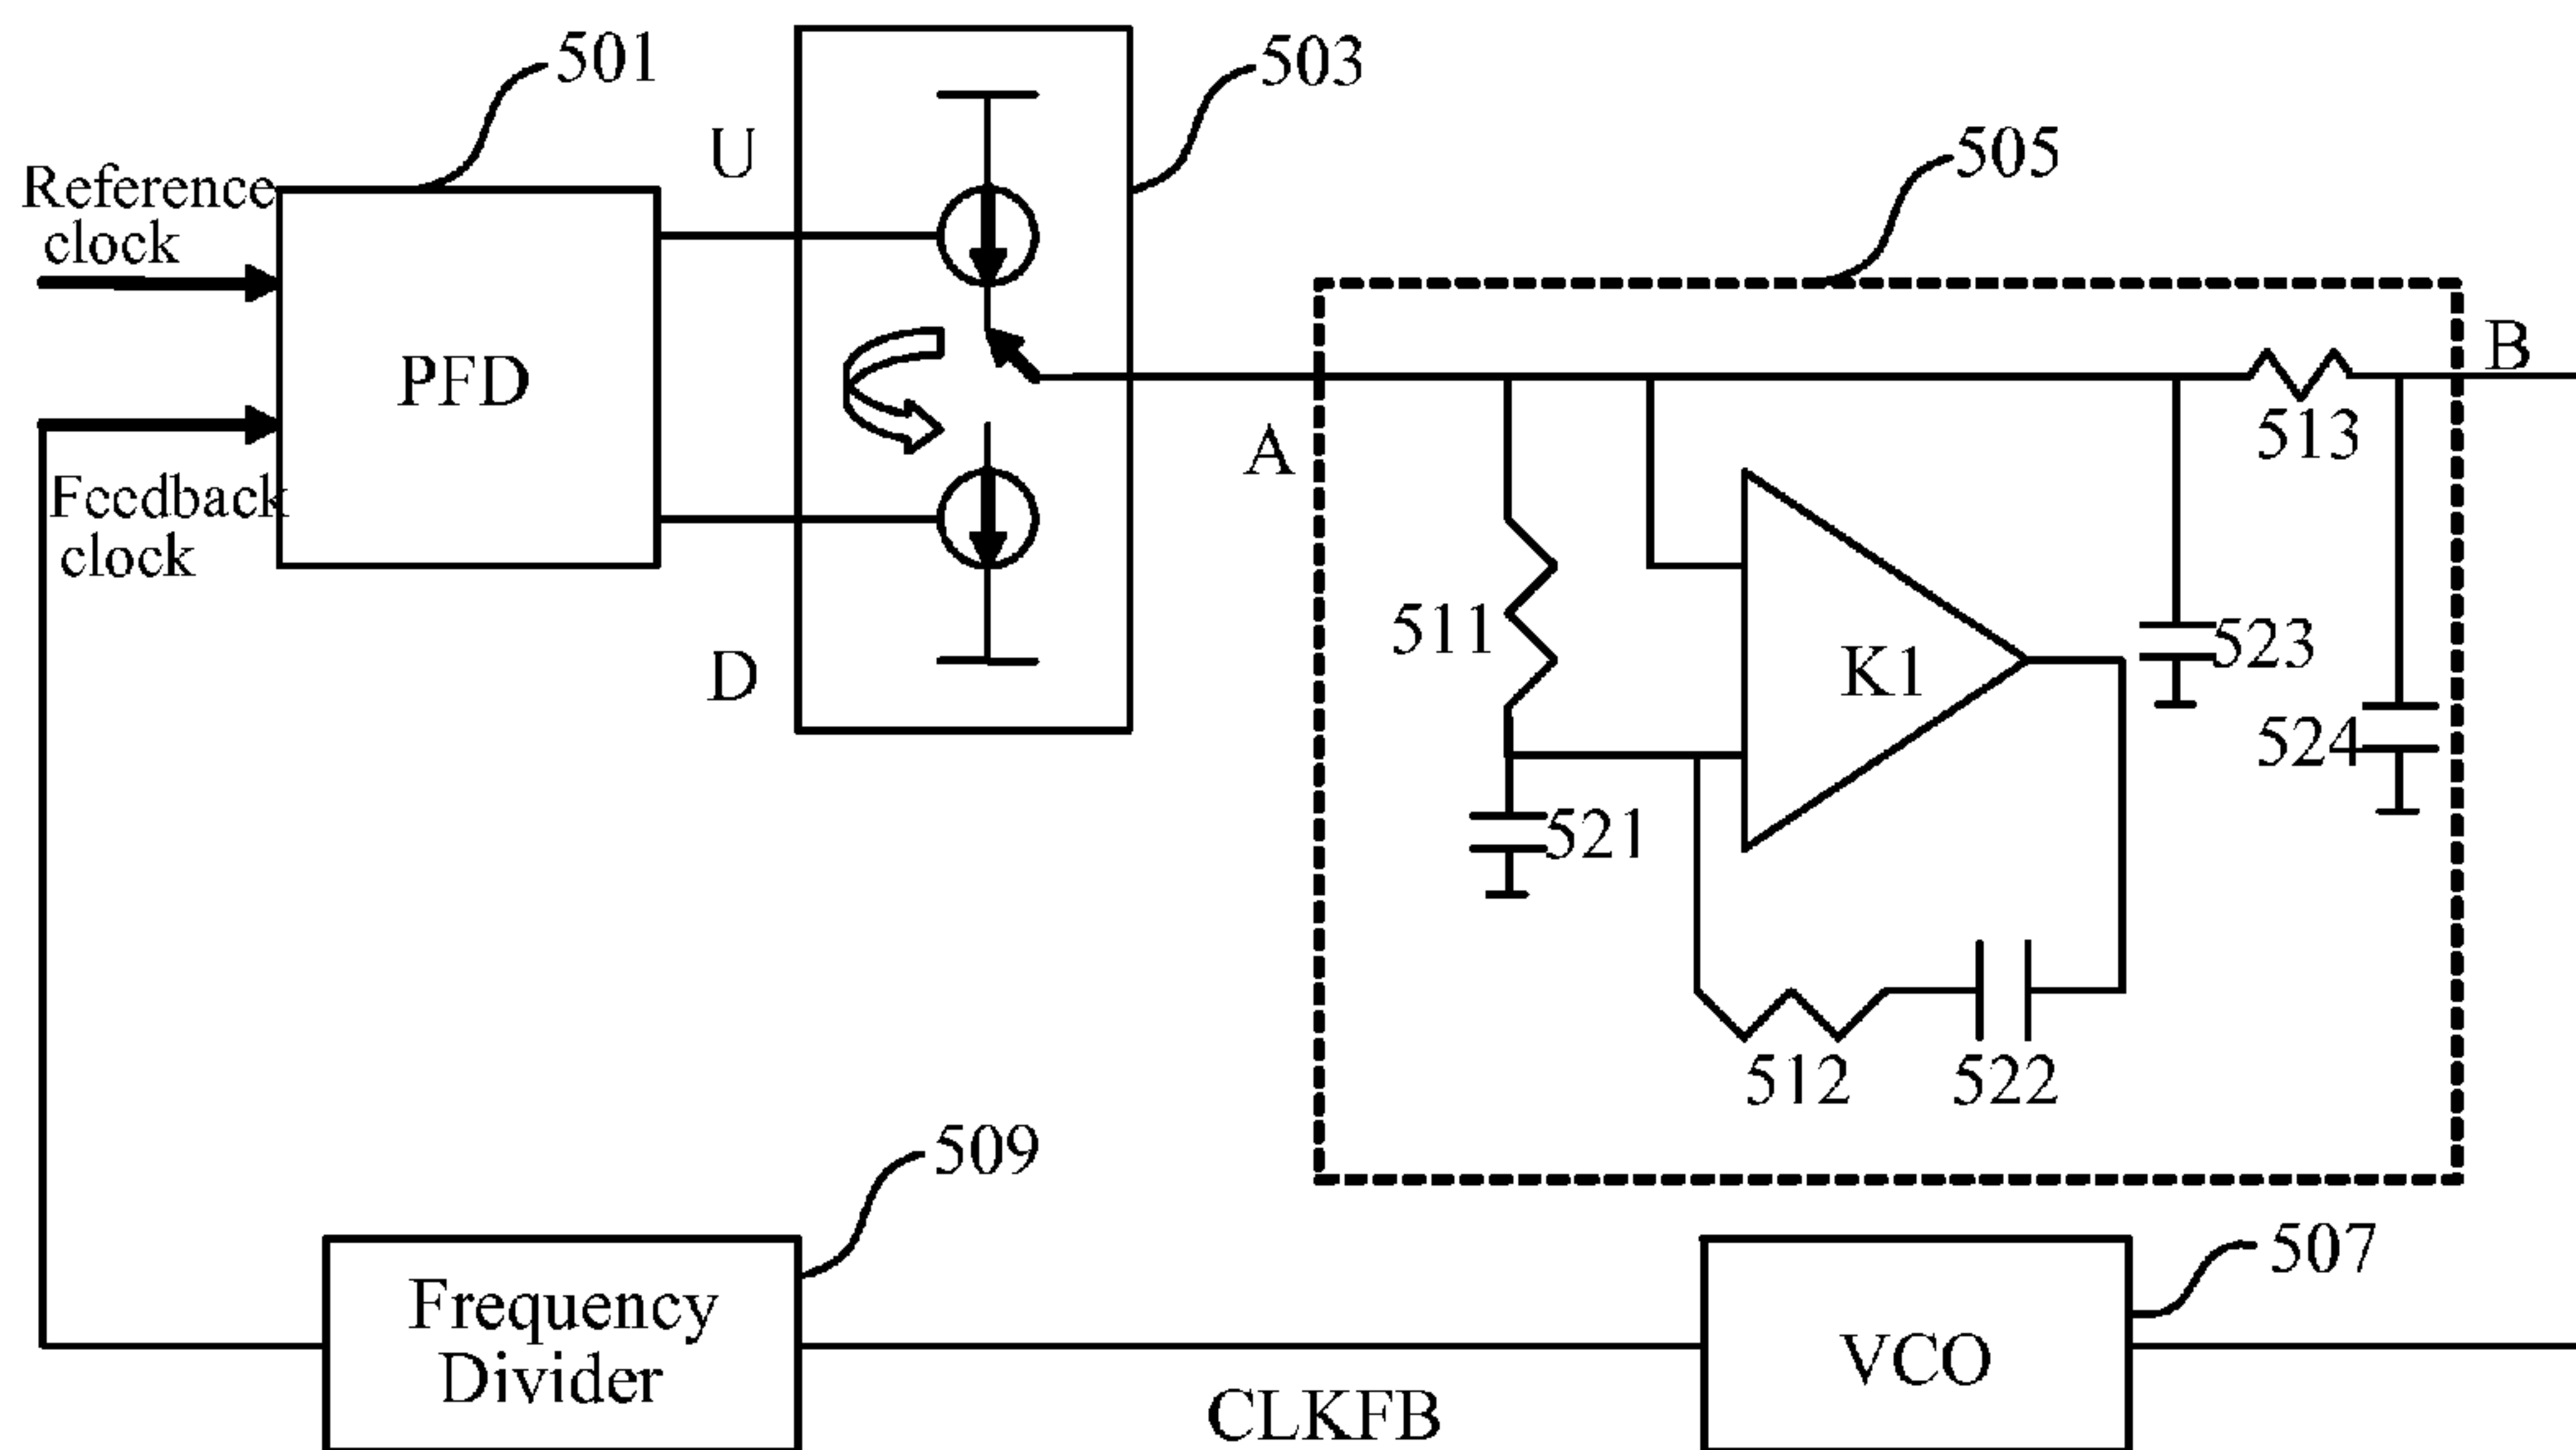 501
503
U
505
Reference
clock
B
PFD
513
A
Feedback
clock
511
523
K1
D
524
521
512
522
509
507
Frequency
Divider
VCO
CLKFB